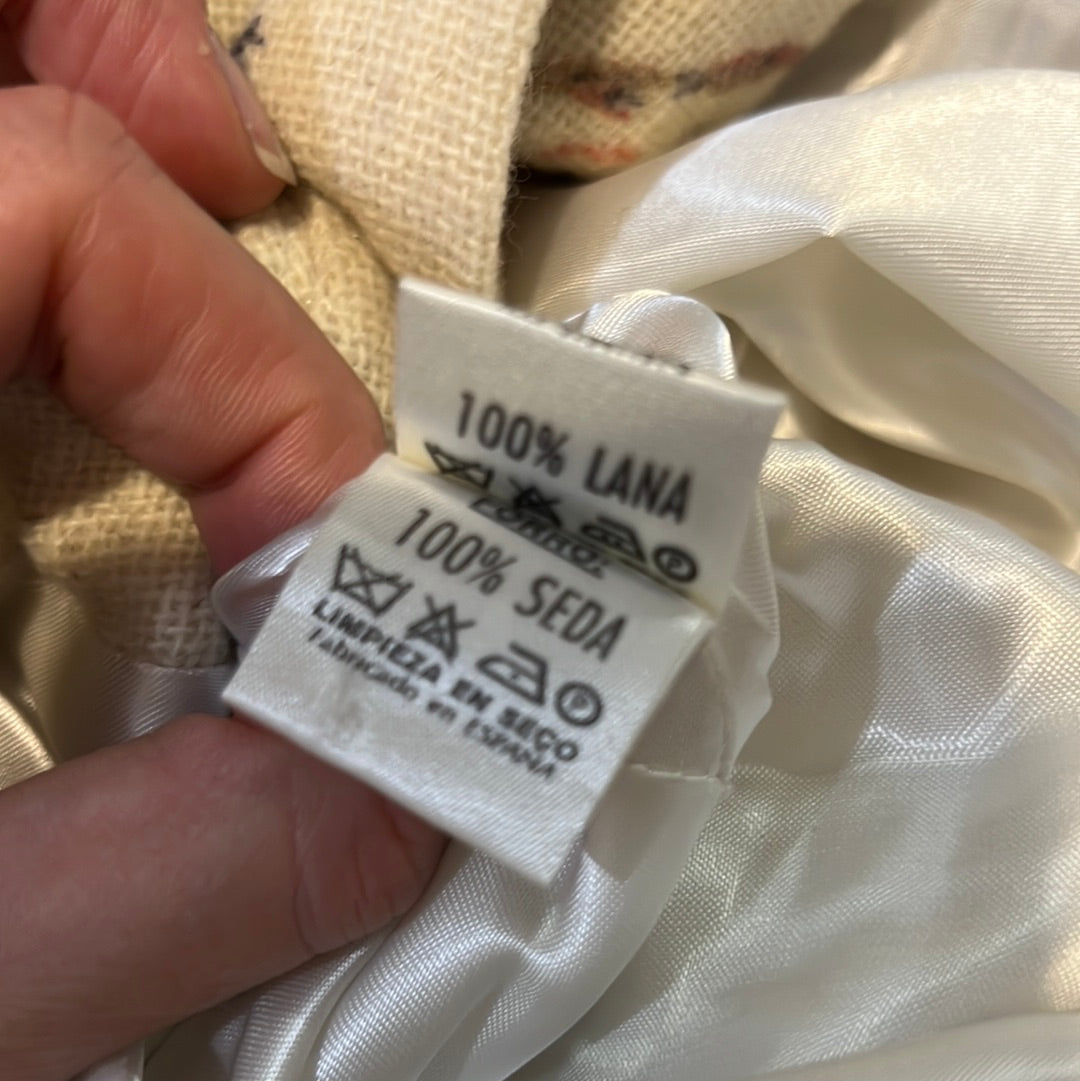 100% LANA
P
FORRO:
100% SEDA
P
LIMPIEZA EN SECO
Fabricado en ESPAÑA